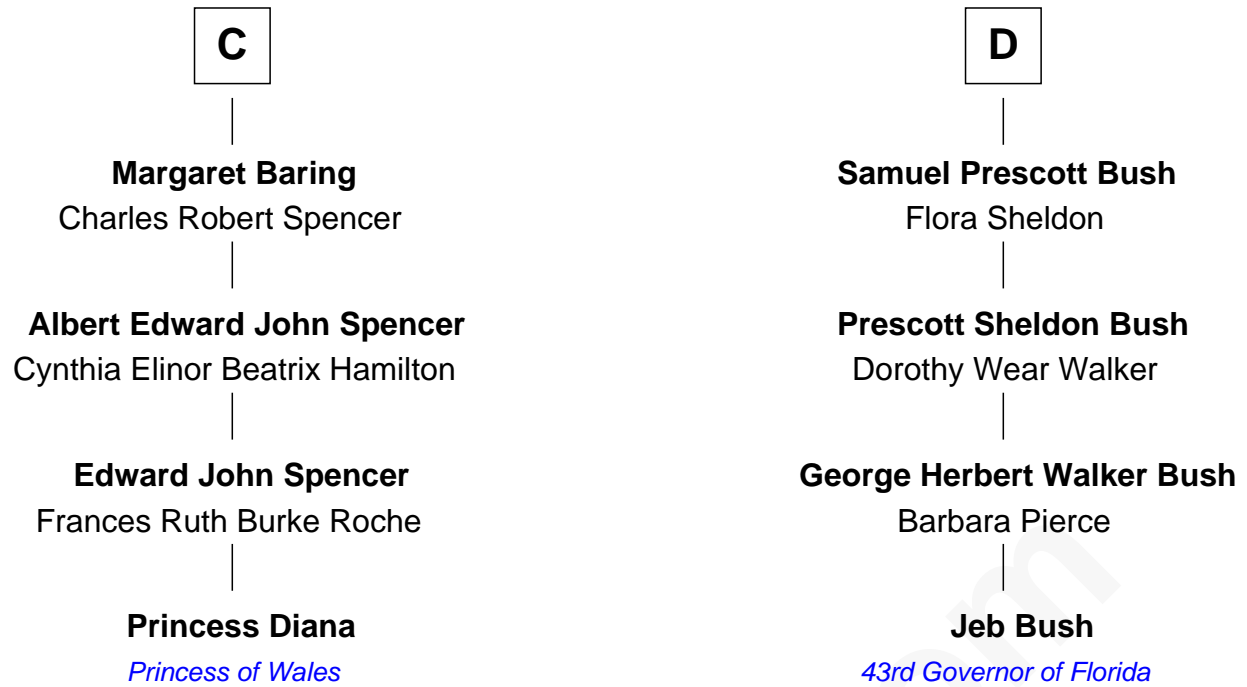 C
Margaret Baring
Charles Robert Spencer
Albert Edward John Spencer
Cynthia Elinor Beatrix Hamilton
Edward John Spencer
Frances Ruth Burke Roche
Princess Diana
Princess of Wales
D
Samuel Prescott Bush
Flora Sheldon
Prescott Sheldon Bush
Dorothy Wear Walker
George Herbert Walker Bush
Barbara Pierce
Jeb Bush
43rd Governor of Florida